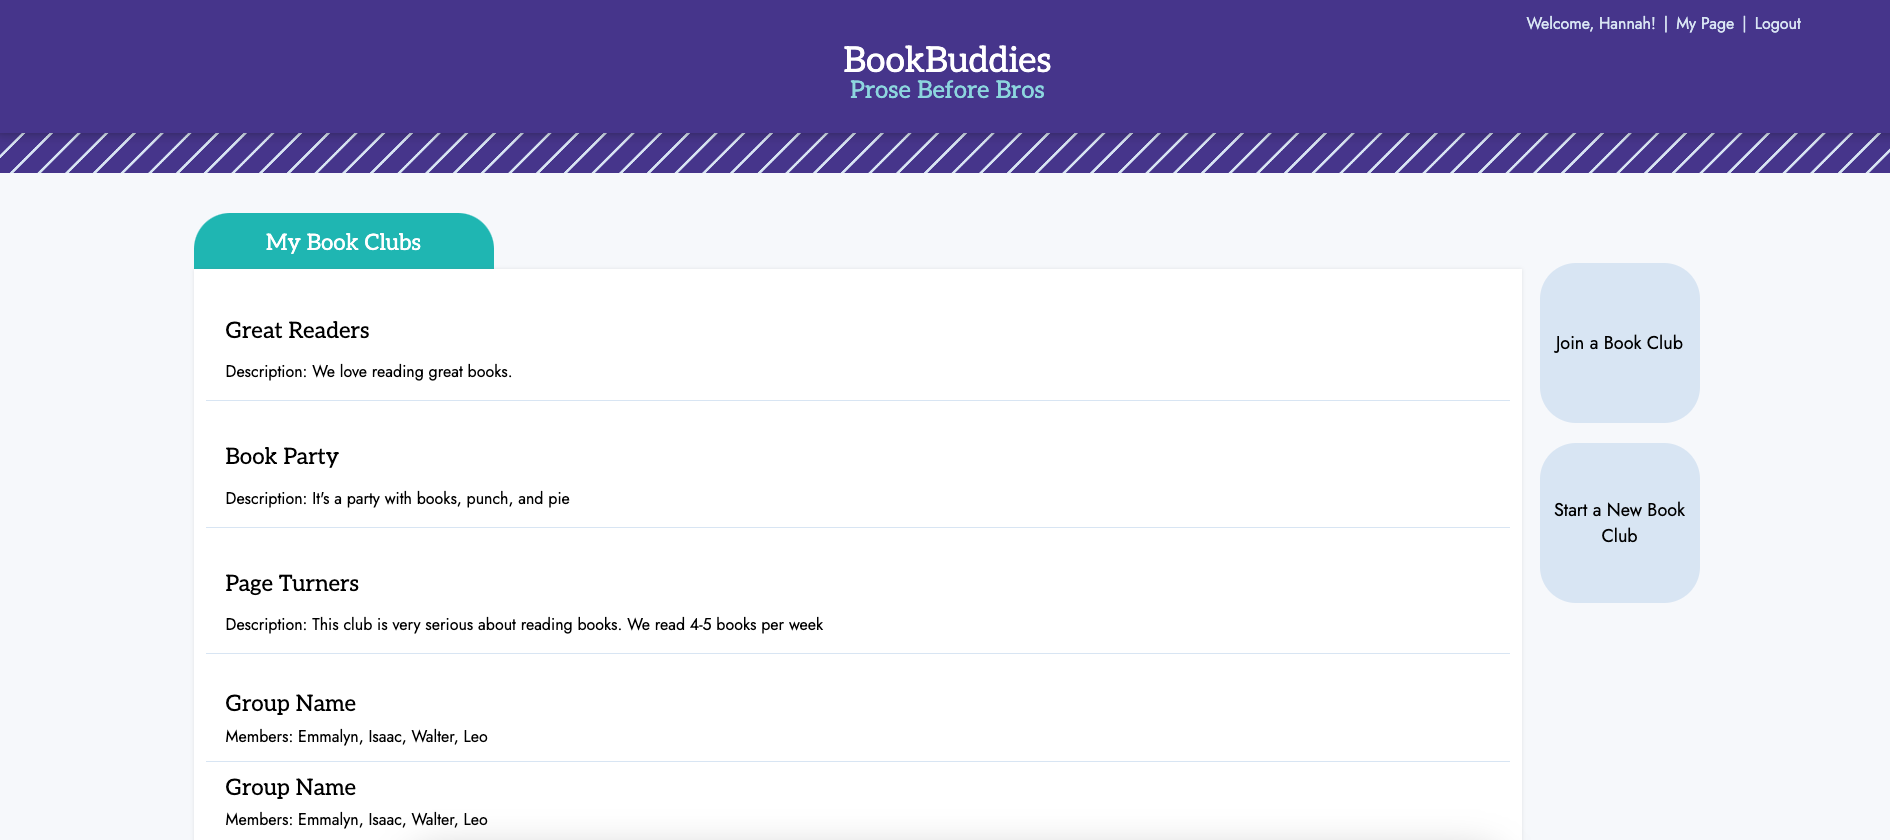 Welcome, Hannah! | My Page | Logout
BookBuddies
Prose Before Bros
My Book Clubs
Great Readers
Description: We love reading great books.
Book Party
Description: It's a party with books, punch, and pie
Page Turners
Description: This club is very serious about reading books. We read 4-5 books per week
Group Name
Members: Emmalyn, Isaac, Walter, Leo
Group Name
Members: Emmalyn, Isaac, Walter, Leo
Join a Book Club
Start a New Book
Club